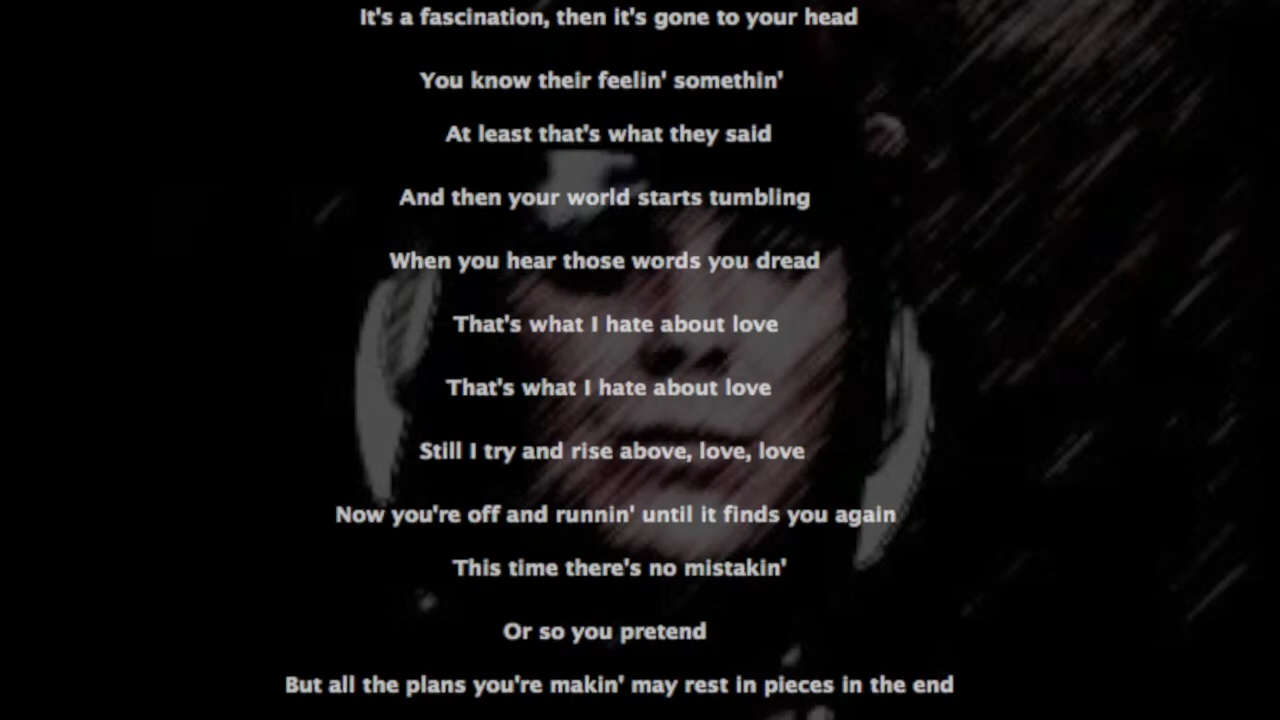 It's a fascination, then it's gone to your head
You know their feelin' somethin'
At least that's what they said
And then your world starts tumbling
When you hear those words you dread
That's what I hate about love
That's what I hate about love
Still I try and rise above, love, love
Now you're off and runnin' until it finds you again
This time there's no mistakin'
Or so you pretend
But all the plans you're makin' may rest in pieces in the end